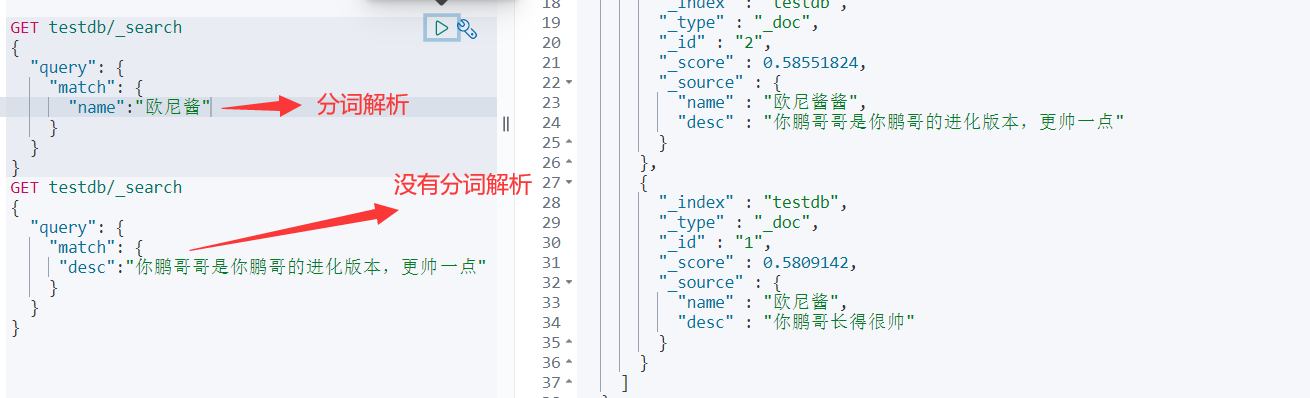 GET testdb/_search
{
"query": {
"match": {
"name":"欧尼酱"
}
}
}
分词解析
GET testdb/_search
{
"query": {
"match": {
"desc":"你鹏哥哥是你鹏哥的进化版本，更帅一点"
}
}
}
没有分词解析
18 "_index" : "testdb",
19 "_type" : "_doc",
20 "_id" : "2",
21 "_score" : 0.58551824,
22 "_source" : {
23 "name" : "欧尼酱酱",
24 "desc" : "你鹏哥哥是你鹏哥的进化版本，更帅一点"
25 }
26 },
27 {
28 "_index" : "testdb",
29 "_type" : "_doc",
30 "_id" : "1",
31 "_score" : 0.5809142,
32 "_source" : {
33 "name" : "欧尼酱",
34 "desc" : "你鹏哥长得很帅"
35 }
36 }
37 ]